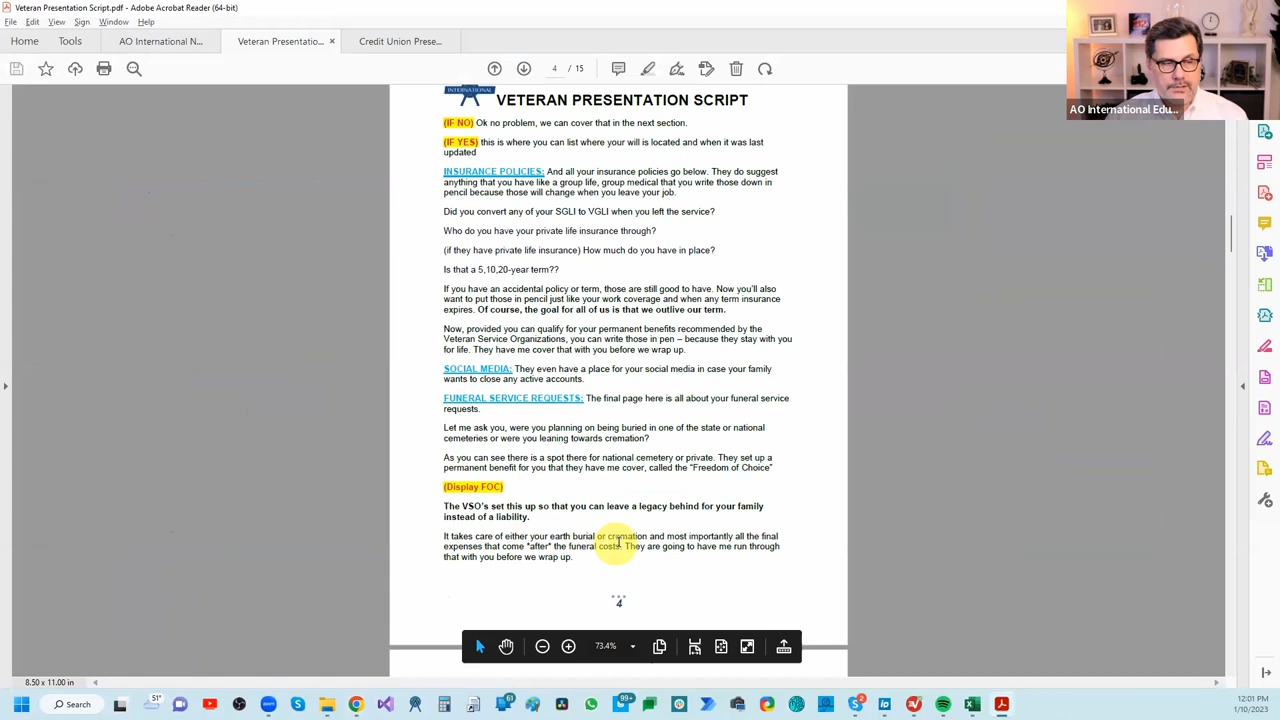 Veteran Presentation Script.pdf - Adobe Acrobat Reader (64-bit)
File Edit View Sign Window Help
Home Tools AO International N... Veteran Presentatio... × Credit Union Prese...
4 / 15
INTERNATIONAL
VETERAN PRESENTATION SCRIPT
(IF NO) Ok no problem, we can cover that in the next section.
(IF YES) this is where you can list where your will is located and when it was last
updated
INSURANCE POLICIES: And all your insurance policies go below. They do suggest
anything that you have like a group life, group medical that you write those down in
pencil because those will change when you leave your job.
Did you convert any of your SGLI to VGLI when you left the service?
Who do you have your private life insurance through?
(if they have private life insurance) How much do you have in place?
Is that a 5,10,20-year term??
If you have an accidental policy or term, those are still good to have. Now you'll also
want to put those in pencil just like your work coverage and when any term insurance
expires. Of course, the goal for all of us is that we outlive our term.
Now, provided you can qualify for your permanent benefits recommended by the
Veteran Service Organizations, you can write those in pen – because they stay with you
for life. They have me cover that with you before we wrap up.
SOCIAL MEDIA: They even have a place for your social media in case your family
wants to close any active accounts.
FUNERAL SERVICE REQUESTS: The final page here is all about your funeral service
requests.
Let me ask you, were you planning on being buried in one of the state or national
cemeteries or were you leaning towards cremation?
As you can see there is a spot there for national cemetery or private. They set up a
permanent benefit for you that they have me cover, called the "Freedom of Choice"
(Display FOC)
The VSO's set this up so that you can leave a legacy behind for your family
instead of a liability.
It takes care of either your earth burial or cremation and most importantly all the final
expenses that come *after* the funeral costs. They are going to have me run through
that with you before we wrap up.
4
73.4%
8.50 x 11.00 in
AO International Edu...
Search
51°
61
99+
2
12:01 PM
1/10/2023